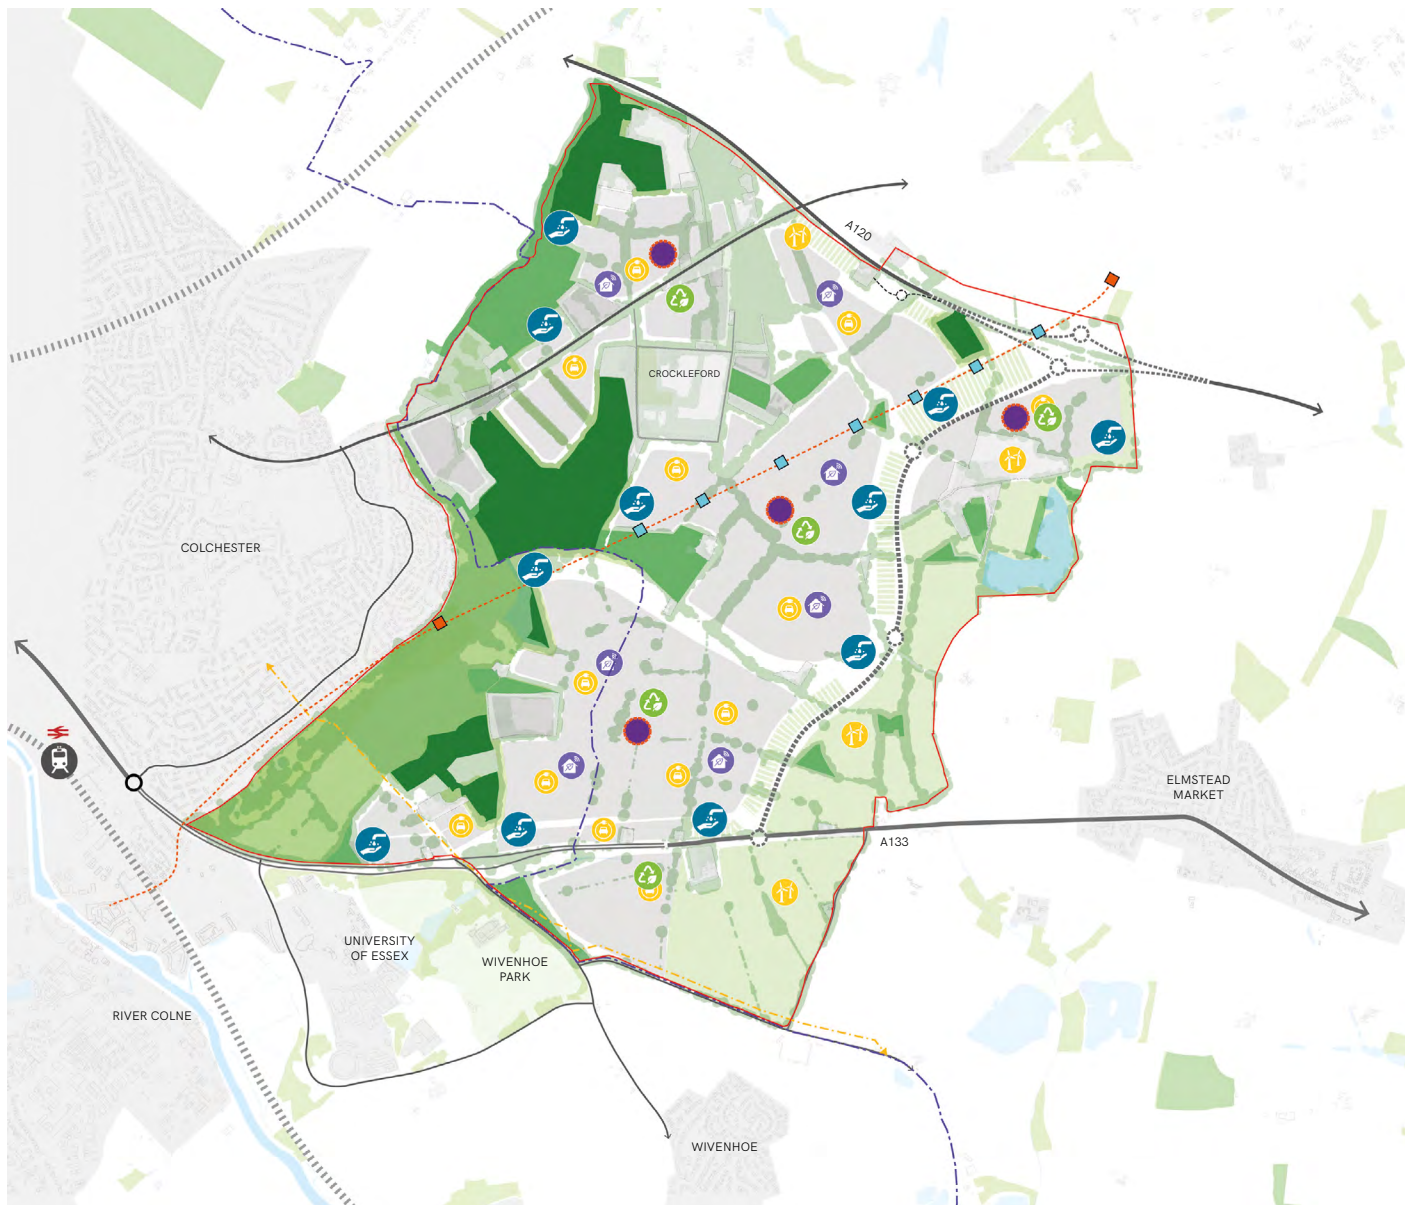 A120
CROCKLEFORD
COLCHESTER
ELMSTEAD
MARKET
A133
UNIVERSITY
OF ESSEX
WIVENHOE
PARK
RIVER COLNE
WIVENHOE